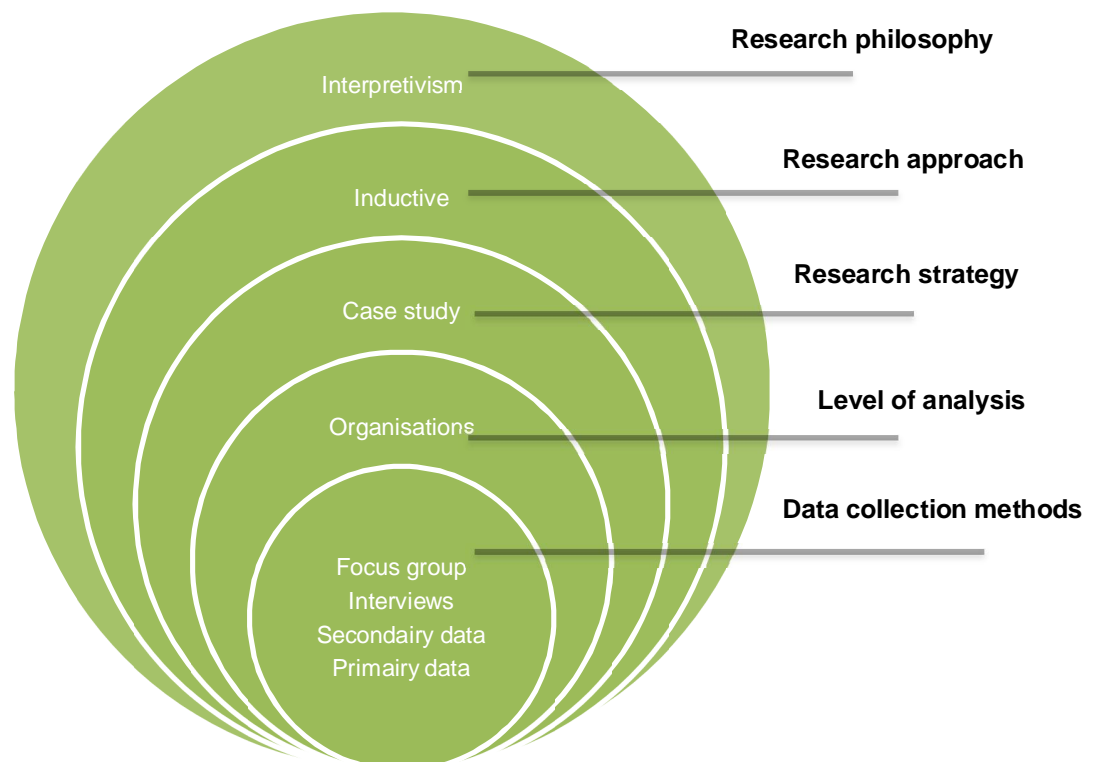 Research philosophy
Interpretivism
Research approach
Inductive
Research strategy
Case study
Level of analysis
Organisations
Data collection methods
Focus group
Interviews
Secondairy data
Primairy data